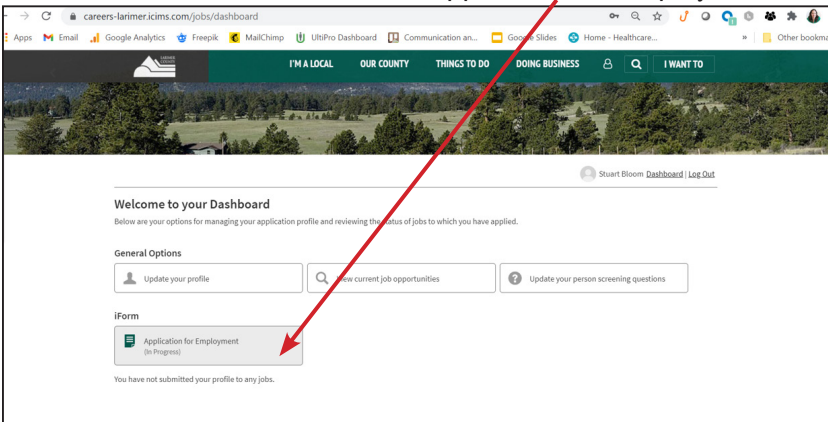 careers-larimer.icims.com/jobs/dashboard
Apps Email Google Analytics Freepik MailChimp UltiPro Dashboard Communication an... Google Slides Home - Healthcare... » Other bookma
LARIMER COUNTY I'M A LOCAL OUR COUNTY THINGS TO DO DOING BUSINESS I WANT TO
Stuart Bloom Dashboard | Log Out
Welcome to your Dashboard
Below are your options for managing your application profile and reviewing the status of jobs to which you have applied.
General Options
Update your profile View current job opportunities Update your person screening questions
iForm
Application for Employment
(In Progress)
You have not submitted your profile to any jobs.